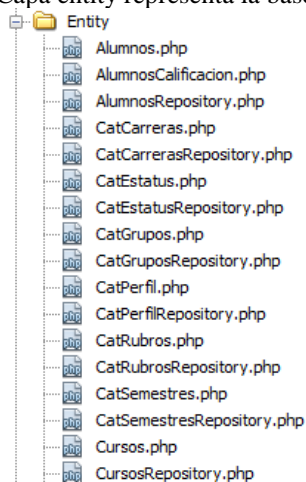 Capa entity representa la base
Entity
Alumnos.php
AlumnosCalificacion.php
AlumnosRepository.php
CatCarreras.php
CatCarrerasRepository.php
CatEstatus.php
CatEstatusRepository.php
CatGrupos.php
CatGruposRepository.php
CatPerfil.php
CatPerfilRepository.php
CatRubros.php
CatRubrosRepository.php
CatSemestres.php
CatSemestresRepository.php
Cursos.php
CursosRepository.php